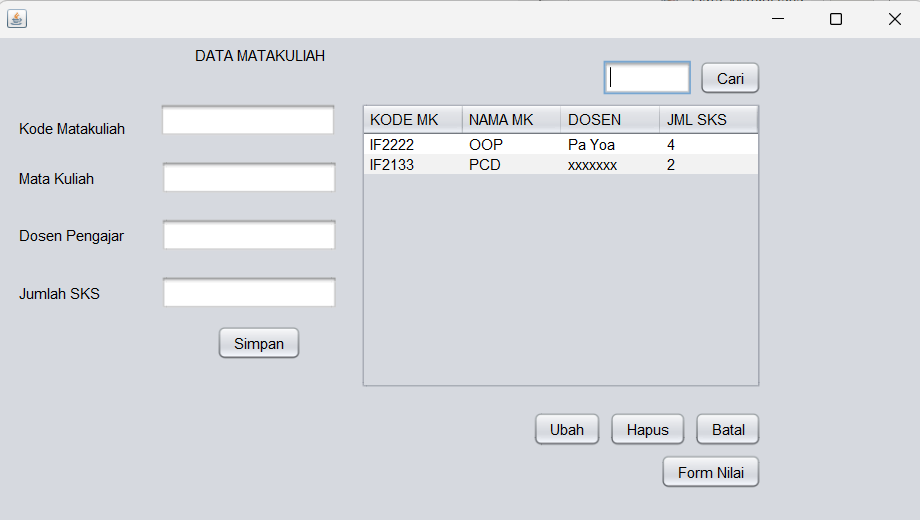 DATA MATAKULIAH
Cari
Kode Matakuliah
Mata Kuliah
Dosen Pengajar
Jumlah SKS
Simpan
KODE MK NAMA MK DOSEN JML SKS
IF2222 OOP Pa Yoa 4
IF2133 PCD xxxxxxx 2
Ubah Hapus Batal
Form Nilai